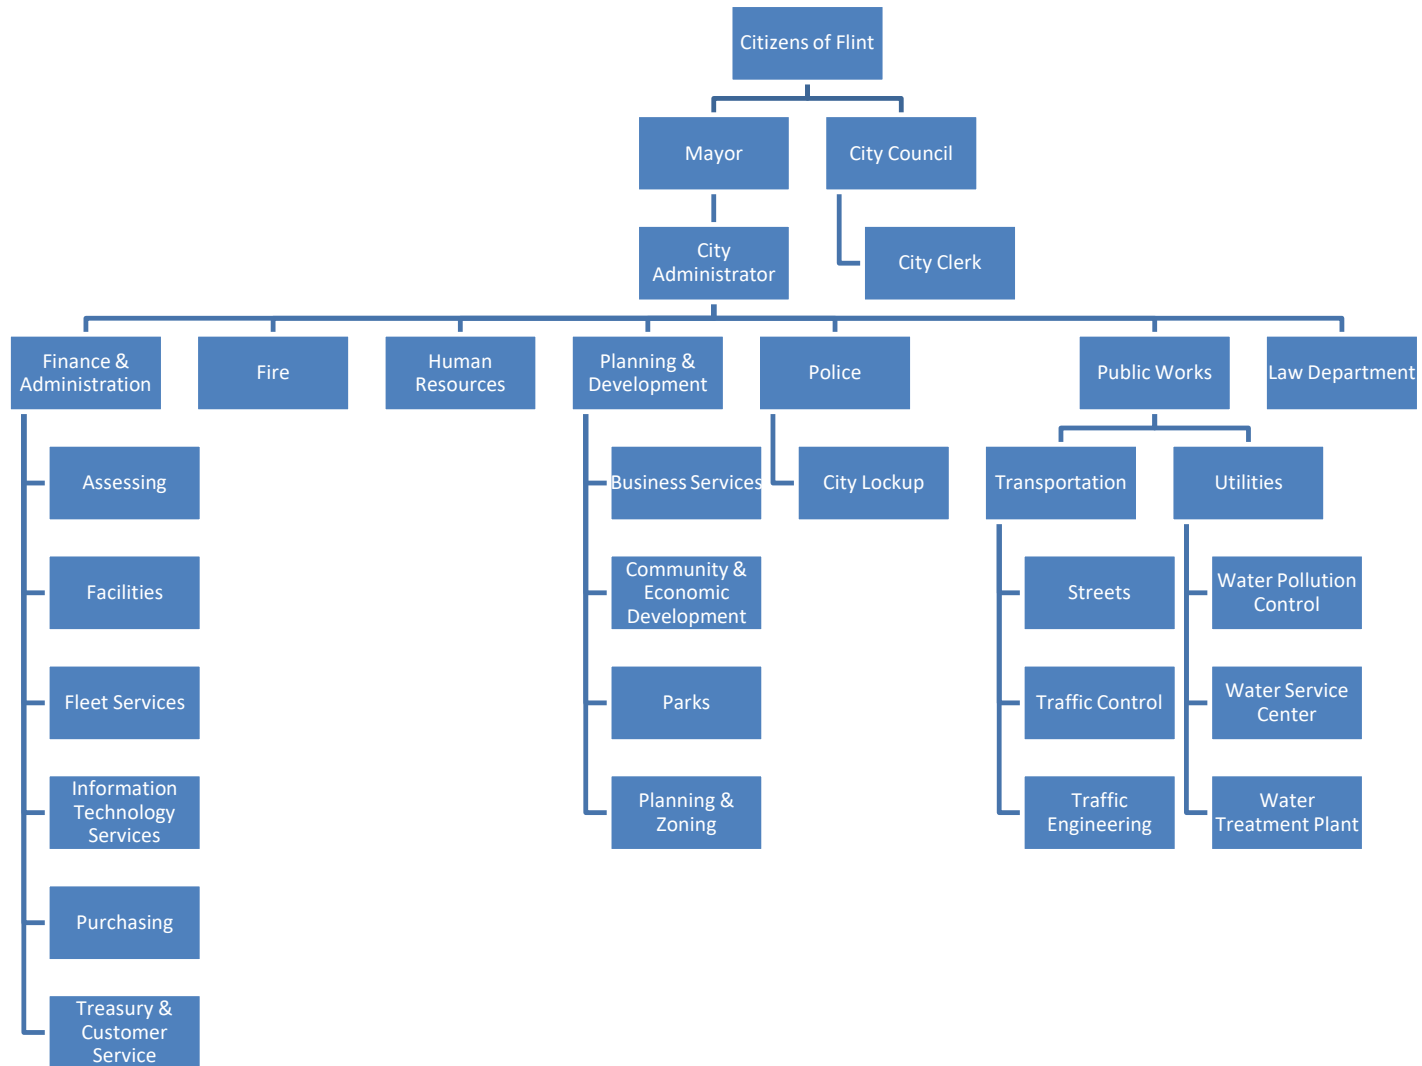 Citizens of Flint
Mayor
City Council
City
Administrator
City Clerk
Finance &
Administration
Fire
Human
Resources
Planning &
Development
Police
Public Works
Law Department
Assessing
Business Services
City Lockup
Transportation
Utilities
Facilities
Community &
Economic
Development
Streets
Water Pollution
Control
Fleet Services
Parks
Traffic Control
Water Service
Center
Information
Technology
Services
Planning &
Zoning
Traffic
Engineering
Water
Treatment Plant
Purchasing
Treasury &
Customer
Service